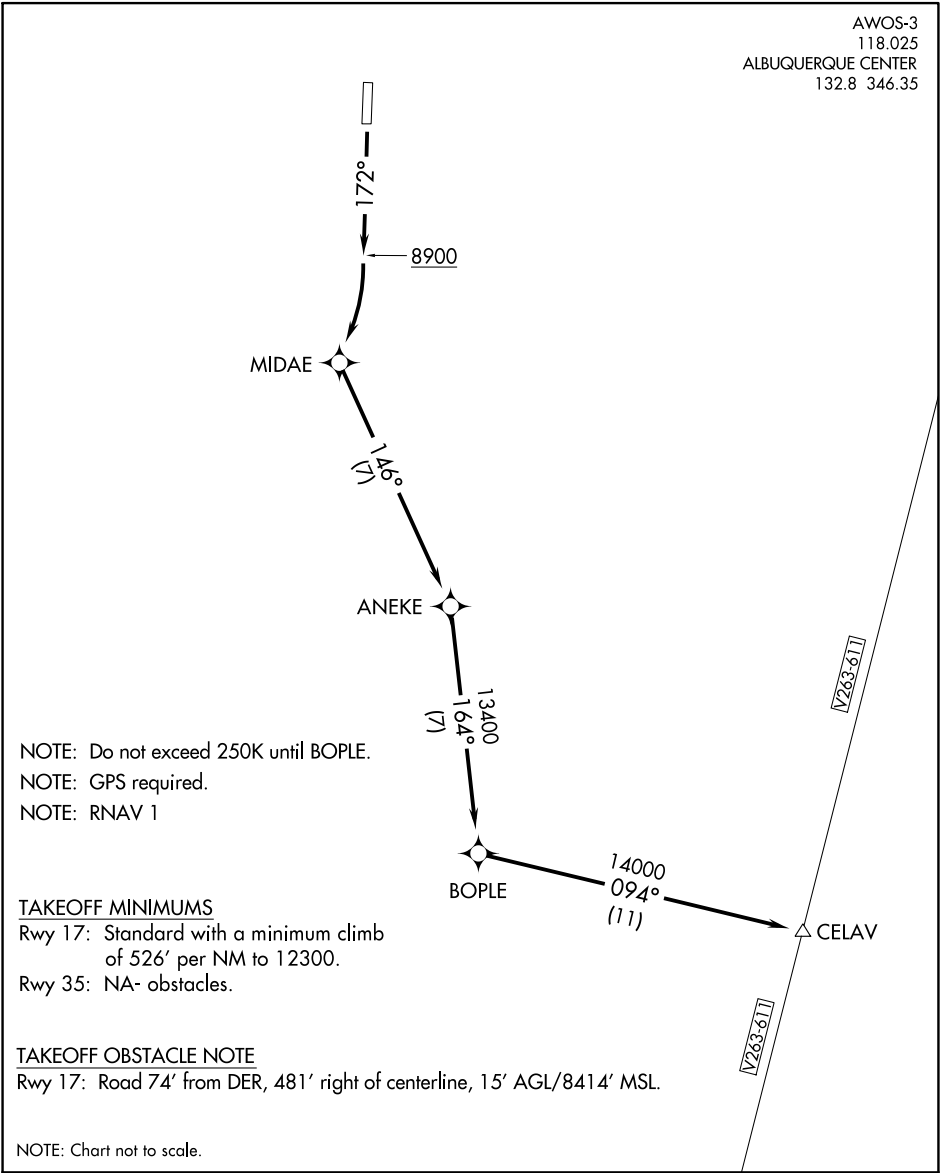 AWOS-3
118.025
ALBUQUERQUE CENTER
132.8 346.35
172°
8900
MIDAE
146°
(7)
ANEKE
13400
164°
(7)
V263-611
NOTE: Do not exceed 250K until BOPLE.
NOTE: GPS required.
NOTE: RNAV 1
BOPLE
14000
094°
(11)
CELAV
TAKEOFF MINIMUMS
Rwy 17: Standard with a minimum climb
of 526' per NM to 12300.
Rwy 35: NA- obstacles.
V263-611
TAKEOFF OBSTACLE NOTE
Rwy 17: Road 74' from DER, 481' right of centerline, 15' AGL/8414' MSL.
NOTE: Chart not to scale.